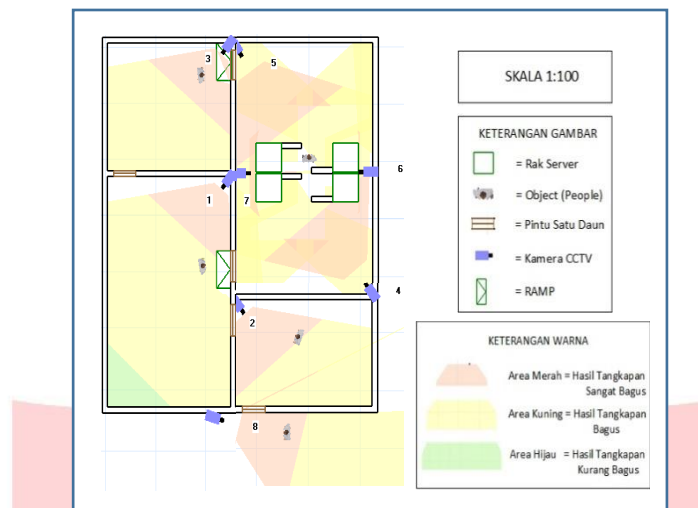 3
5
6
1
7
4
2
8
SKALA 1:100
KETERANGAN GAMBAR
= Rak Server
= Object (People)
= Pintu Satu Daun
= Kamera CCTV
= RAMP
KETERANGAN WARNA
Area Merah = Hasil Tangkapan
Sangat Bagus
Area Kuning = Hasil Tangkapan
Bagus
Area Hijau = Hasil Tangkapan
Kurang Bagus